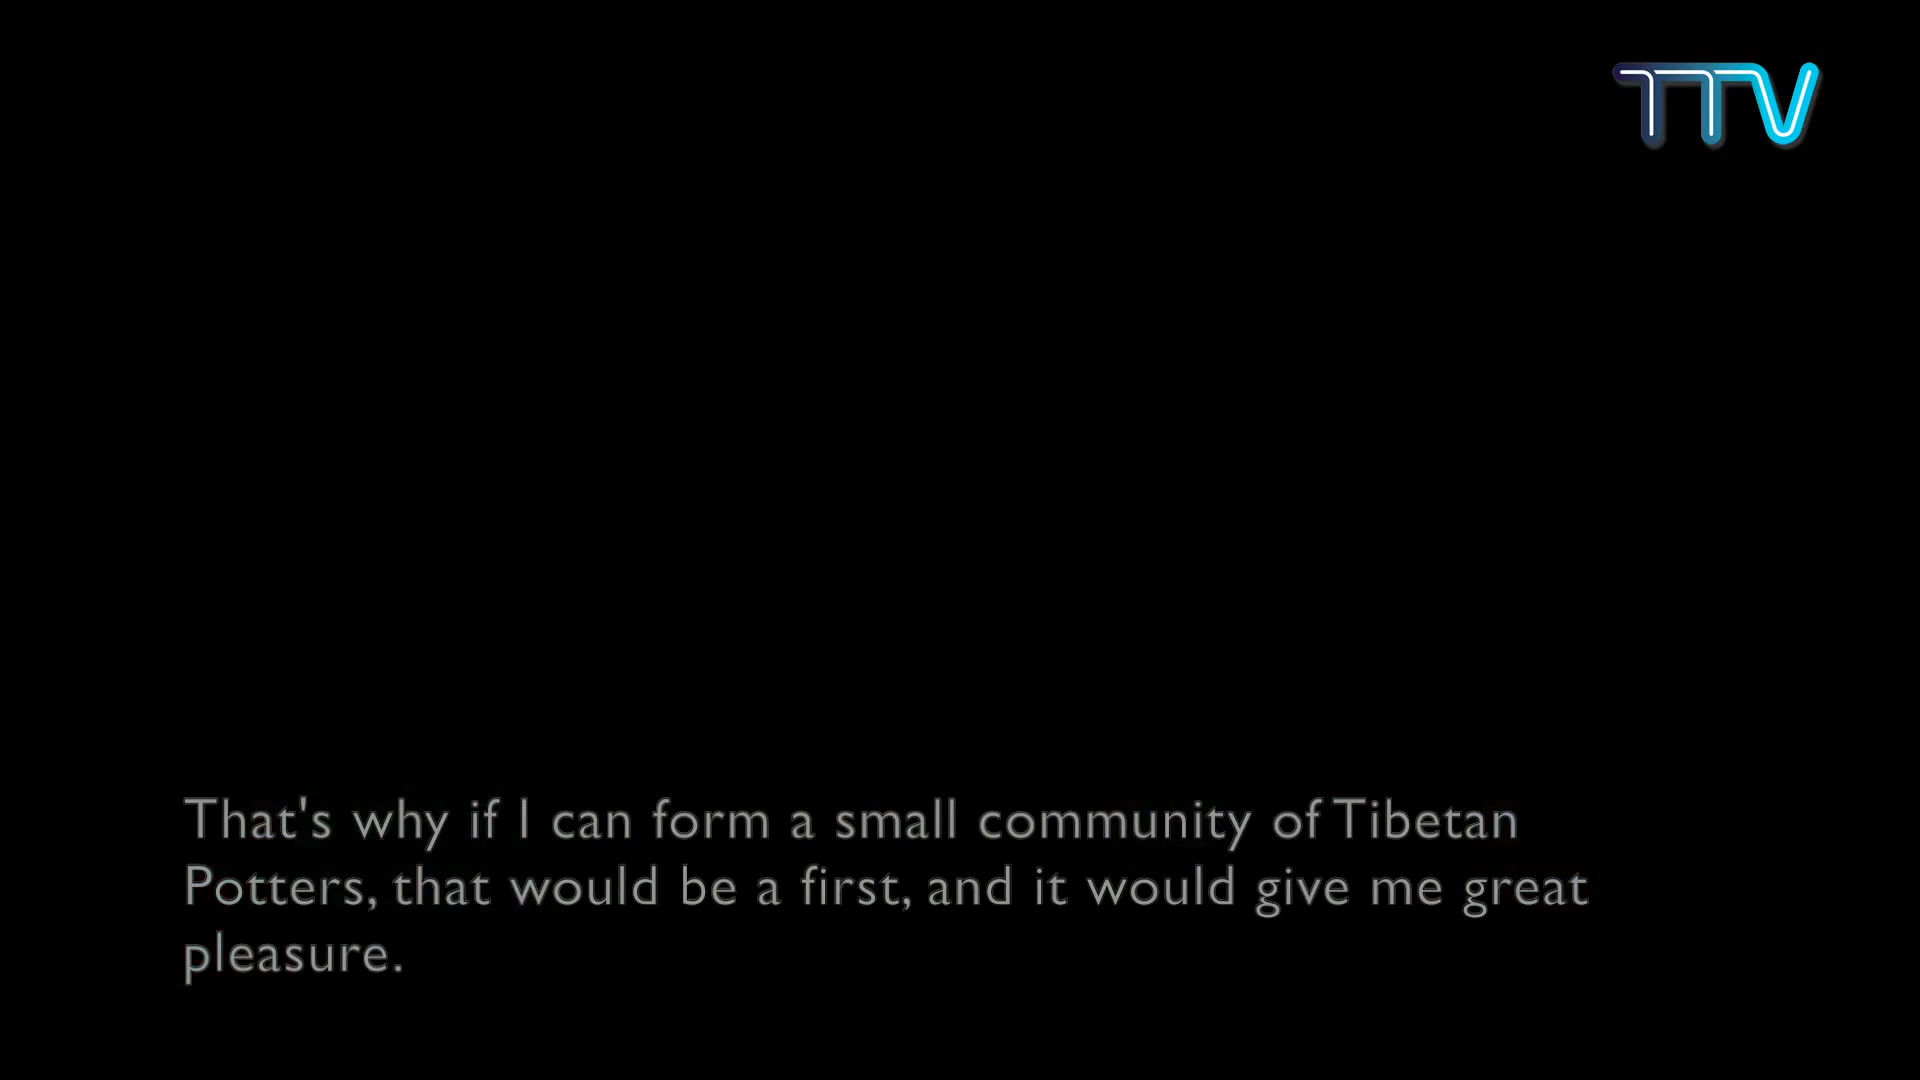 TTV
That's why if I can form a small community of Tibetan
Potters, that would be a first, and it would give me great
pleasure.